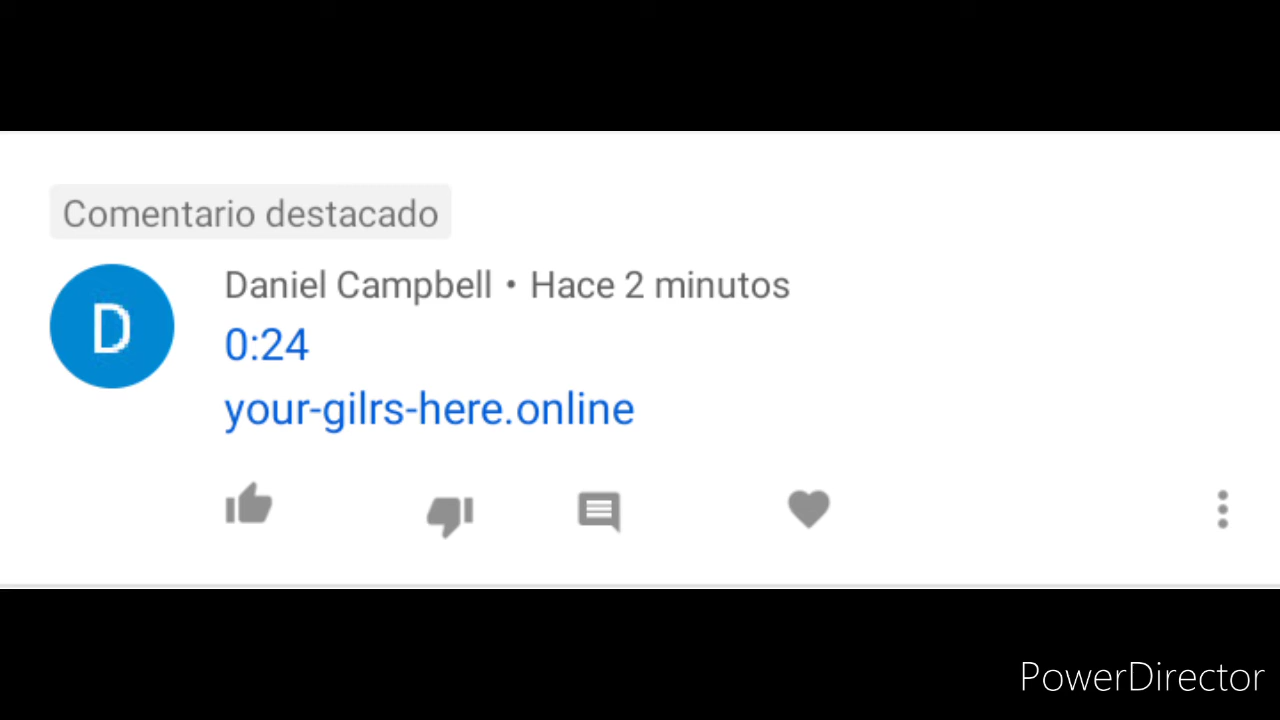 Comentario destacado
D
Daniel Campbell • Hace 2 minutos
0:24
your-gilrs-here.online
PowerDirector